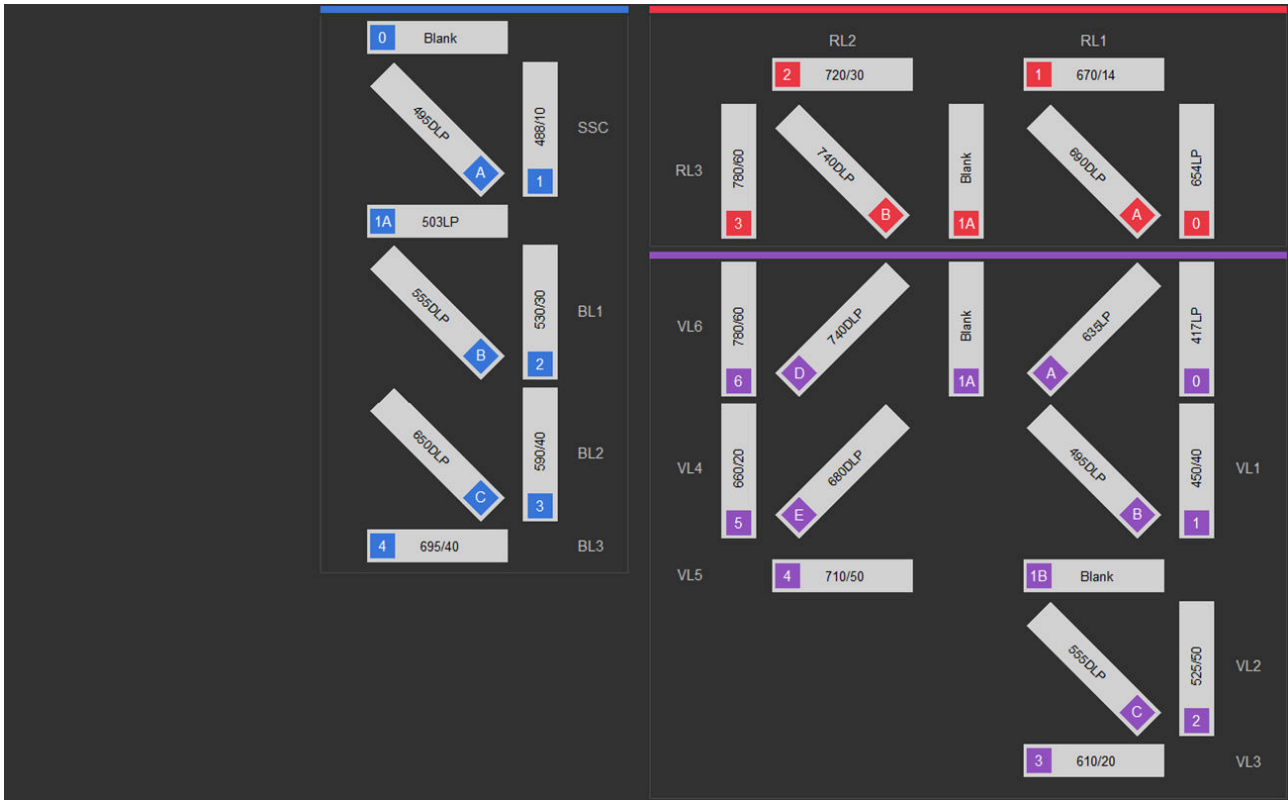 0 Blank
495DLP A
488/10 1
SSC
1A 503LP
555DLP B
530/30 2
BL1
650DLP C
590/40 3
BL2
4 695/40
BL3
RL2
RL1
2 720/30
1 670/14
RL3
780/60 3
740DLP B
Blank 1A
690DLP A
654LP 0
VL6
780/60 6
740DLP D
Blank 1A
635LP A
417LP 0
VL4
660/20 5
680DLP E
495DLP B
450/40 1
VL1
VL5
4 710/50
1B Blank
555DLP C
525/50 2
VL2
3 610/20
VL3